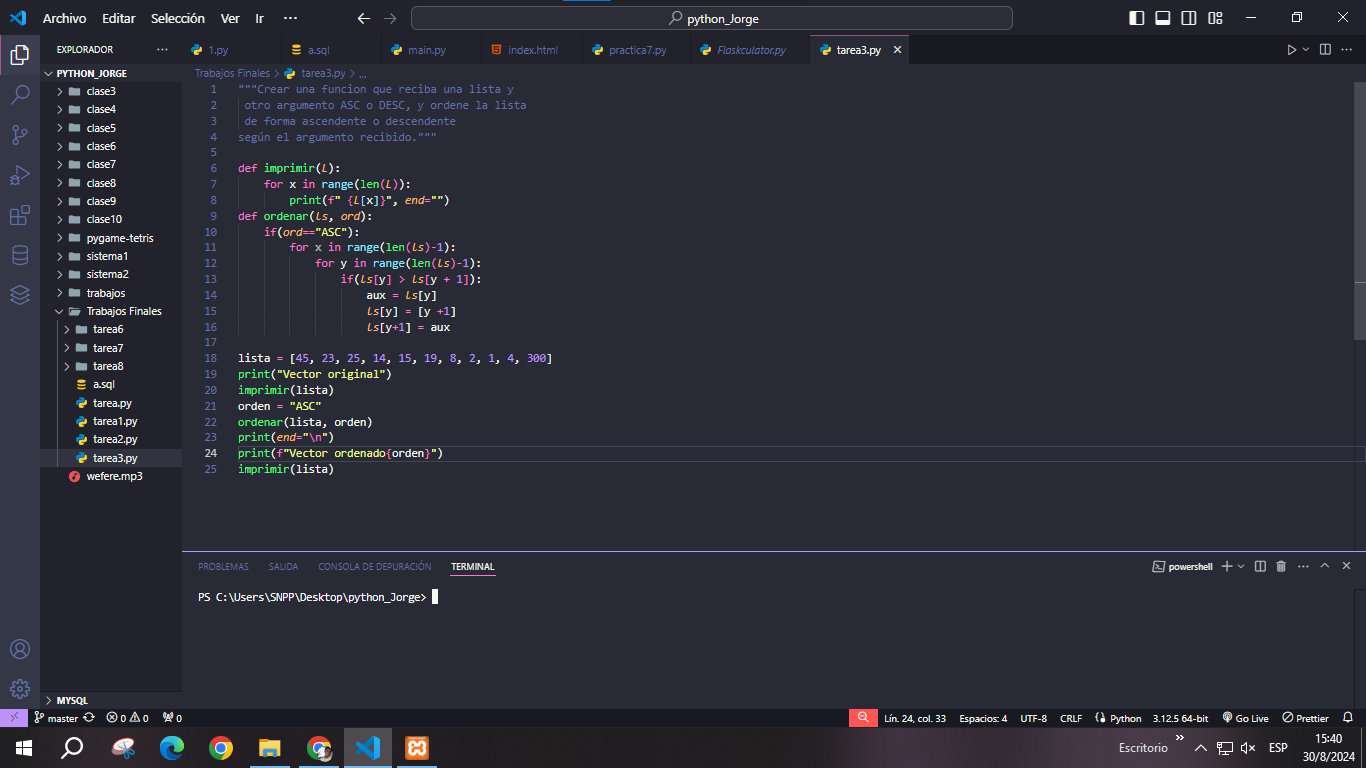 Archivo Editar Selección Ver Ir ···
python_Jorge
EXPLORADOR ···
PYTHON_JORGE
clase3
clase4
clase5
clase6
clase7
clase8
clase9
clase10
pygame-tetris
sistema1
sistema2
trabajos
Trabajos Finales
tarea6
tarea7
tarea8
a.sql
tarea.py
tarea1.py
tarea2.py
tarea3.py
wefere.mp3
MYSQL
1.py a.sql main.py index.html practica7.py Flaskculator.py tarea3.py
Trabajos Finales > tarea3.py > ...
1 """Crear una funcion que reciba una lista y
2 otro argumento ASC o DESC, y ordene la lista
3 de forma ascendente o descendente
4 según el argumento recibido."""
5
6 def imprimir(L):
7 for x in range(len(L)):
8 print(f" {L[x]}", end="")
9 def ordenar(ls, ord):
10 if(ord=="ASC"):
11 for x in range(len(ls)-1):
12 for y in range(len(ls)-1):
13 if(ls[y] > ls[y + 1]):
14 aux = ls[y]
15 ls[y] = [y +1]
16 ls[y+1] = aux
17
18 lista = [45, 23, 25, 14, 15, 19, 8, 2, 1, 4, 300]
19 print("Vector original")
20 imprimir(lista)
21 orden = "ASC"
22 ordenar(lista, orden)
23 print(end="\n")
24 print(f"Vector ordenado{orden}")
25 imprimir(lista)
PROBLEMAS SALIDA CONSOLA DE DEPURACIÓN TERMINAL
powershell
PS C:\Users\SNPP\Desktop\python_Jorge>
master 0 0 0
Lín. 24, col. 33 Espacios: 4 UTF-8 CRLF Python 3.12.5 64-bit Go Live Prettier
Escritorio ESP
15:40
30/8/2024